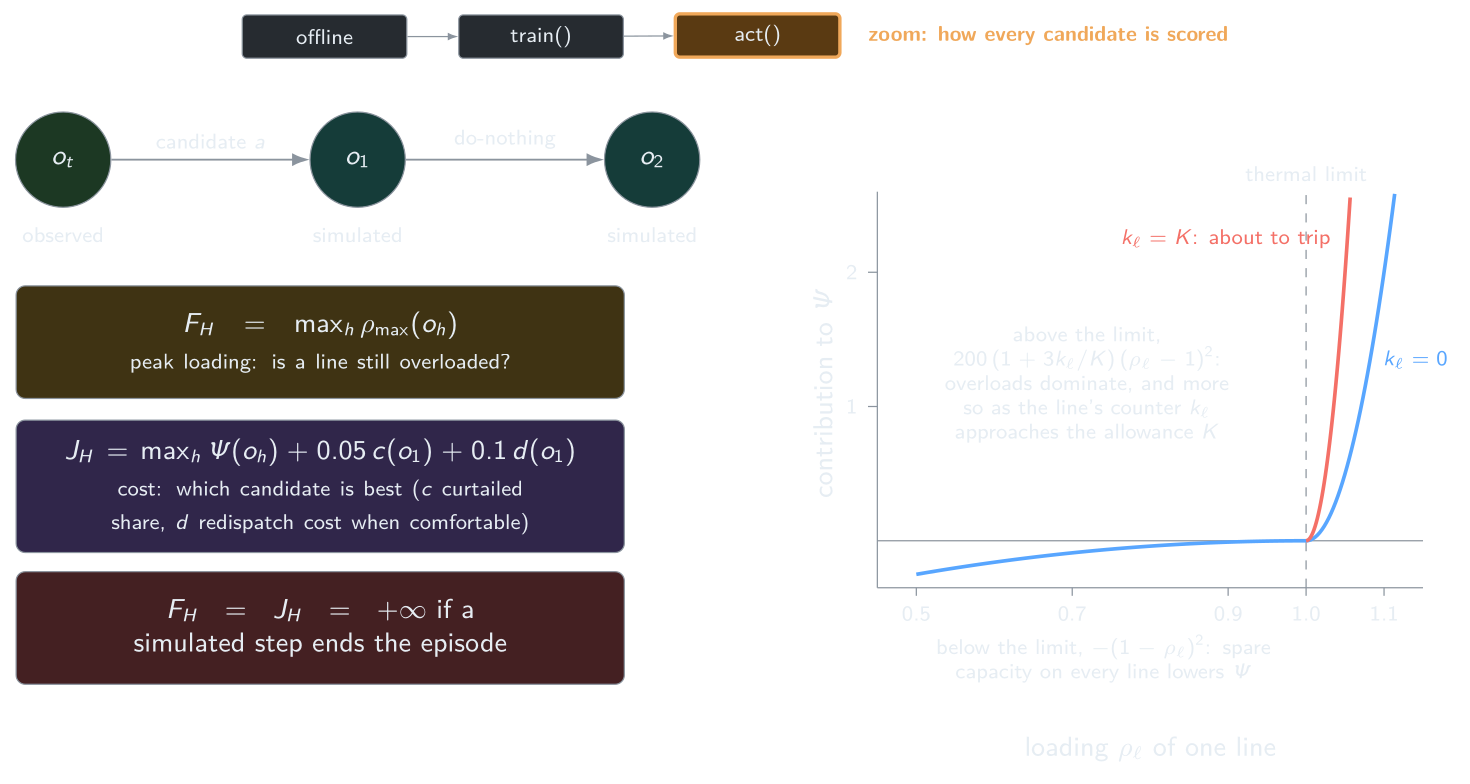 offline
train()
act()
zoom: how every candidate is scored
candidate a
do-nothing
o_t
o_1
o_2
observed
simulated
simulated
F_H = max_h ρ_max(o_h)
peak loading: is a line still overloaded?
J_H = max_h Ψ(o_h) + 0.05 c(o_1) + 0.1 d(o_1)
cost: which candidate is best (c curtailed
share, d redispatch cost when comfortable)
F_H = J_H = +∞ if a
simulated step ends the episode
thermal limit
k_ℓ = K: about to trip
k_ℓ = 0
above the limit,
200 (1 + 3k_ℓ/K) (ρ_ℓ − 1)²:
overloads dominate, and more
so as the line's counter k_ℓ
approaches the allowance K
contribution to Ψ
2
1
0.5
0.7
0.9
1.0
1.1
below the limit, −(1 − ρ_ℓ)²: spare
capacity on every line lowers Ψ
loading ρ_ℓ of one line